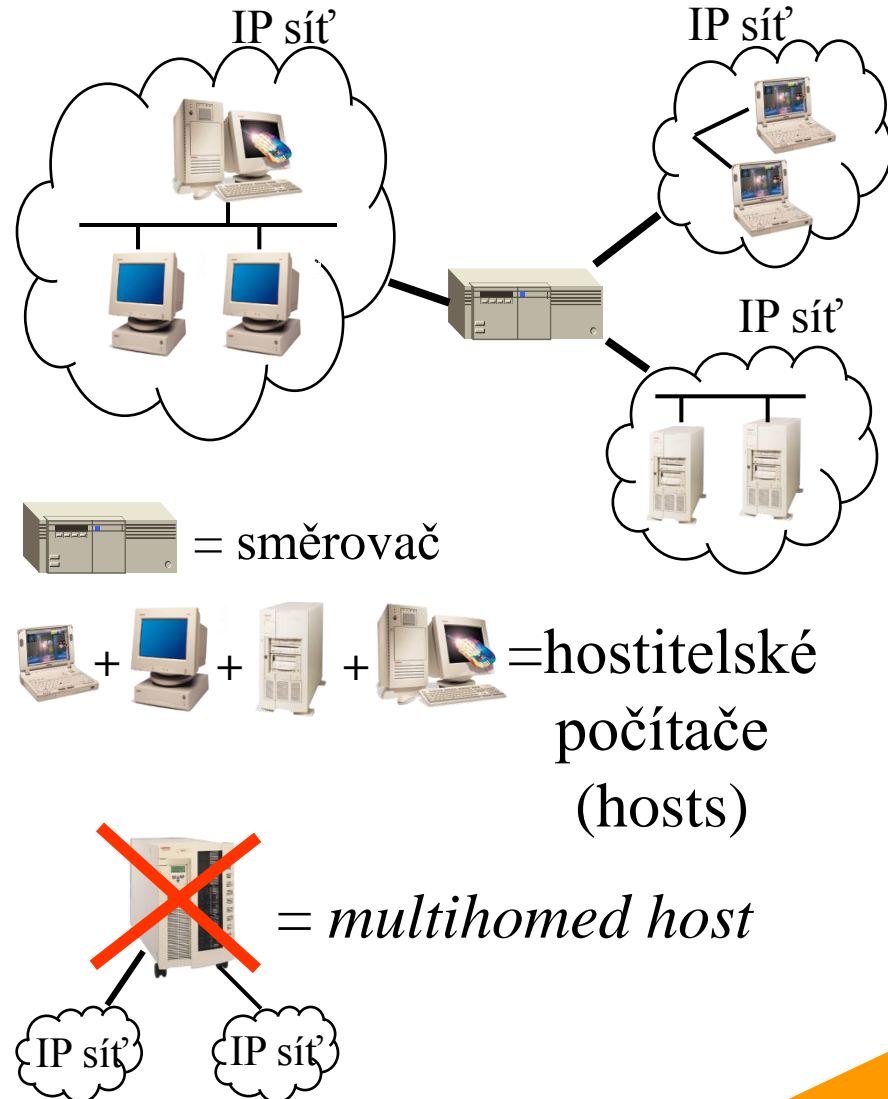 IP síť
IP síť
IP síť
= směrovač
+ + + =hostitelské
počítače
(hosts)
= multihomed host
IP síť IP síť